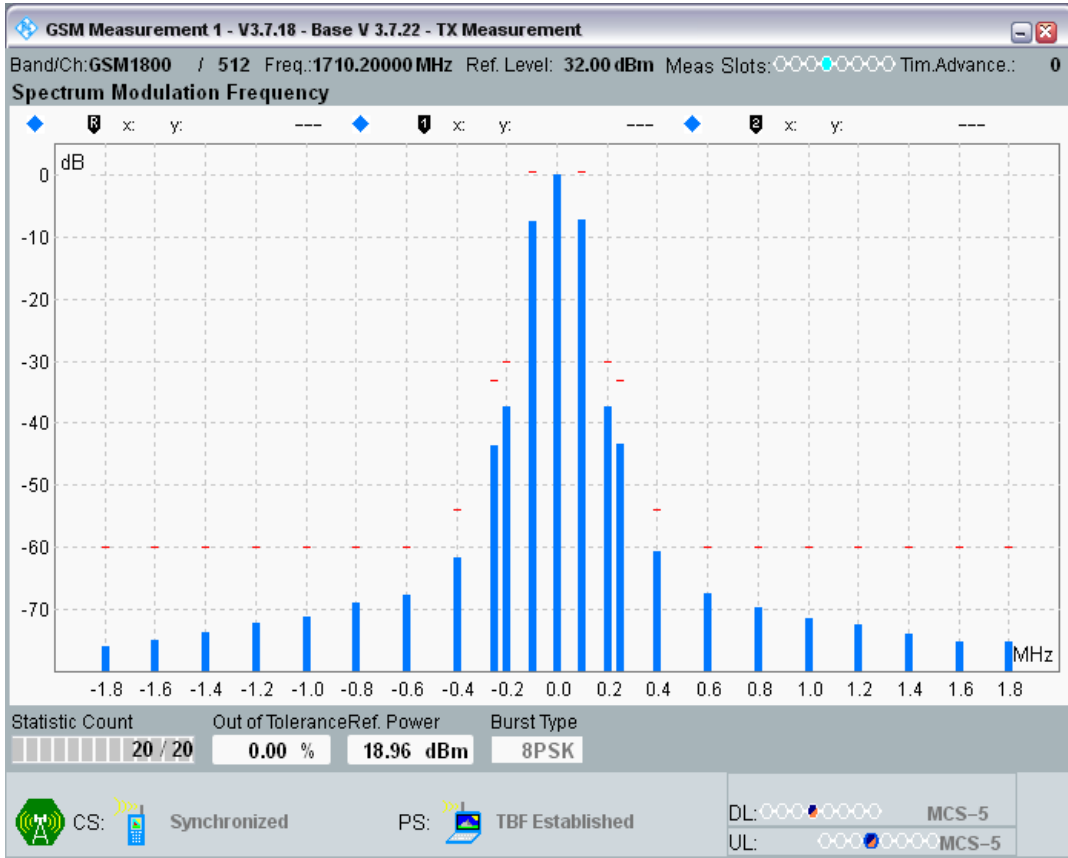 GSM Measurement 1 - V3.7.18 - Base V 3.7.22 - TX Measurement
Band/Ch:GSM1800 / 512 Freq.:1710.20000 MHz Ref. Level: 32.00 dBm Meas Slots: Tim.Advance.: 0
Spectrum Modulation Frequency
R x: y: --- 1 x: y: --- 2 x: y: ---
dB
0
-10
-20
-30
-40
-50
-60
-70
MHz
-1.8 -1.6 -1.4 -1.2 -1.0 -0.8 -0.6 -0.4 -0.2 0.0 0.2 0.4 0.6 0.8 1.0 1.2 1.4 1.6 1.8
Statistic Count Out of Tolerance Ref. Power Burst Type
20 / 20 0.00 % 18.96 dBm 8PSK
CS: Synchronized PS: TBF Established
DL: MCS-5
UL: MCS-5